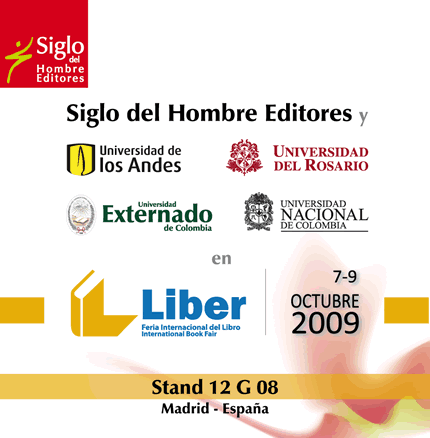 Siglo
del
Hombre
Editores
Siglo del Hombre Editores y
Universidad de
los Andes
UNIVERSIDAD
DEL ROSARIO
Universidad
Externado
de Colombia
UNIVERSIDAD
NACIONAL
DE COLOMBIA
en
Liber
Feria Internacional del Libro
International Book Fair
7-9
OCTUBRE
2009
Stand 12 G 08
Madrid - España